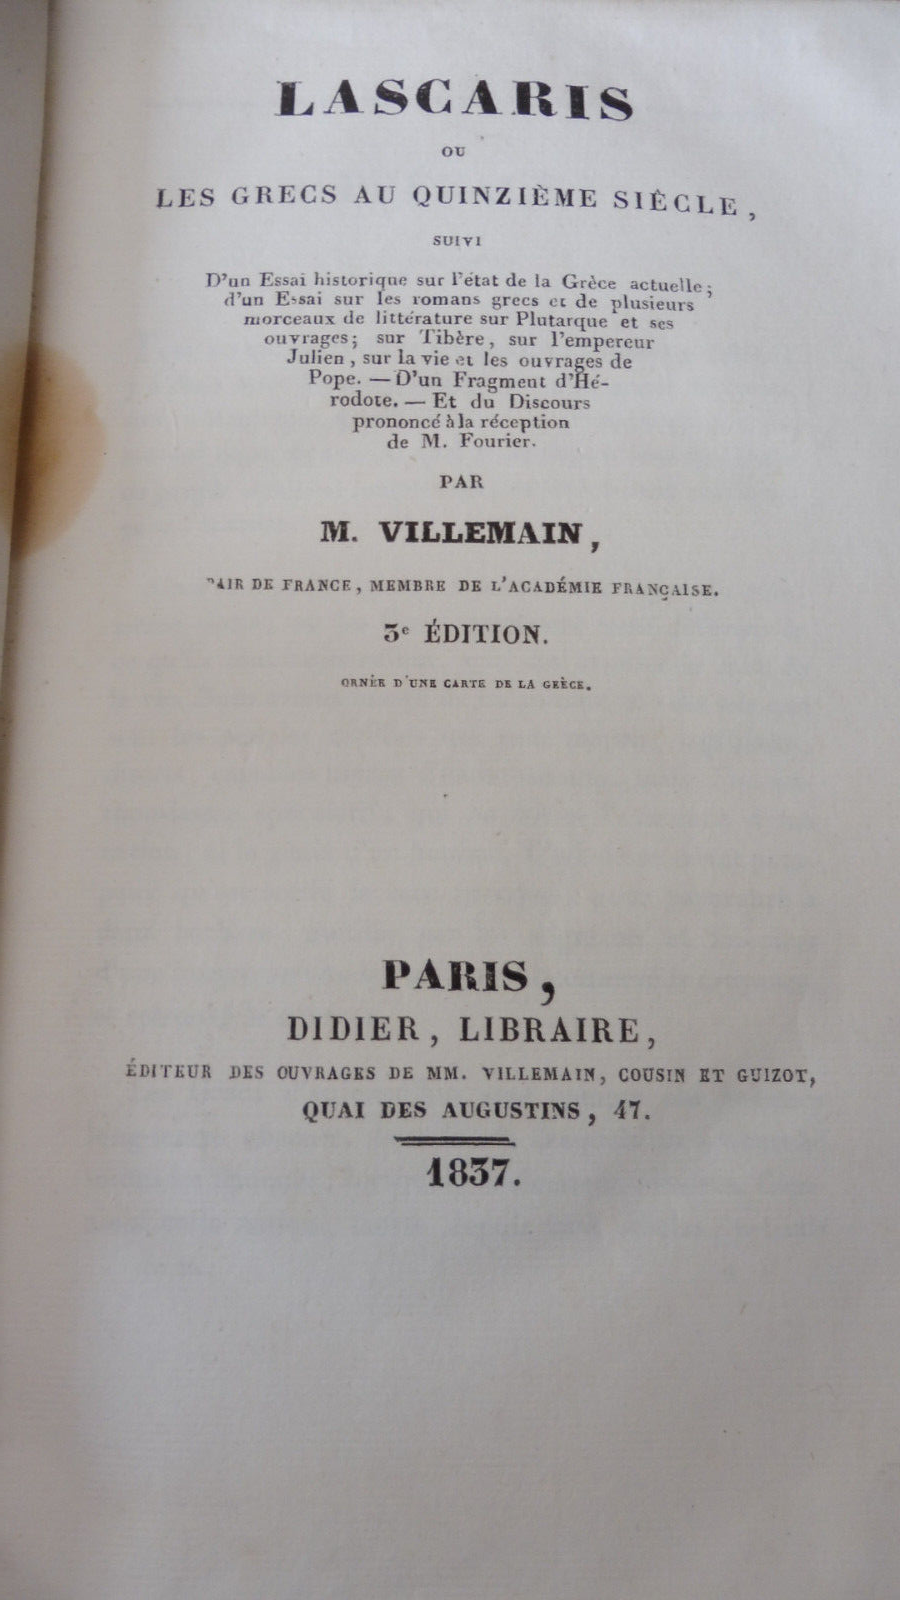 LASCARIS
OU
LES GRECS AU QUINZIÈME SIÈCLE,
SUIVI
D'un Essai historique sur l'état de la Grèce actuelle;
d'un Essai sur les romans grecs et de plusieurs
morceaux de littérature sur Plutarque et ses
ouvrages; sur Tibère, sur l'empereur
Julien, sur la vie et les ouvrages de
Pope. — D'un Fragment d'Hé-
rodote. — Et du Discours
prononcé à la réception
de M. Fourier.
PAR
M. VILLEMAIN,
PAIR DE FRANCE, MEMBRE DE L'ACADÉMIE FRANÇAISE.
3e ÉDITION.
ORNÉE D'UNE CARTE DE LA GRÈCE.
PARIS,
DIDIER, LIBRAIRE,
ÉDITEUR DES OUVRAGES DE MM. VILLEMAIN, COUSIN ET GUIZOT,
QUAI DES AUGUSTINS, 47.
1837.